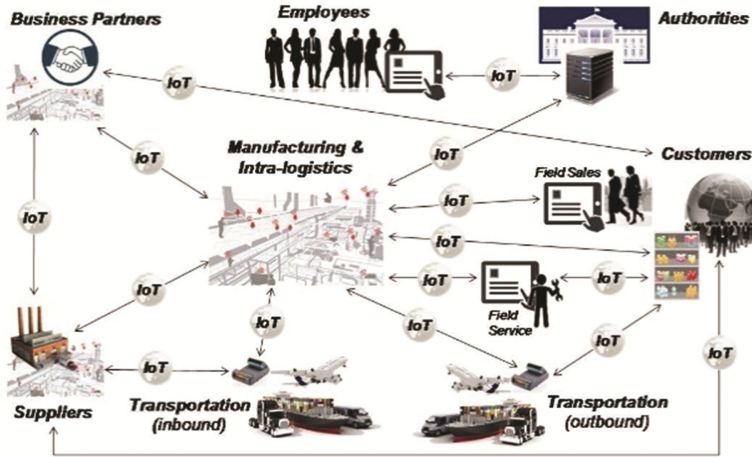 Employees
Business Partners
Authorities
IoT
IoT
Manufacturing &
Intra-logistics
IoT
IoT
Customers
Field Sales
IoT
IoT
IoT
IoT
IoT
IoT
Field
Service
IoT
IoT
IoT
IoT
IoT
Suppliers
Transportation
(inbound)
Transportation
(outbound)